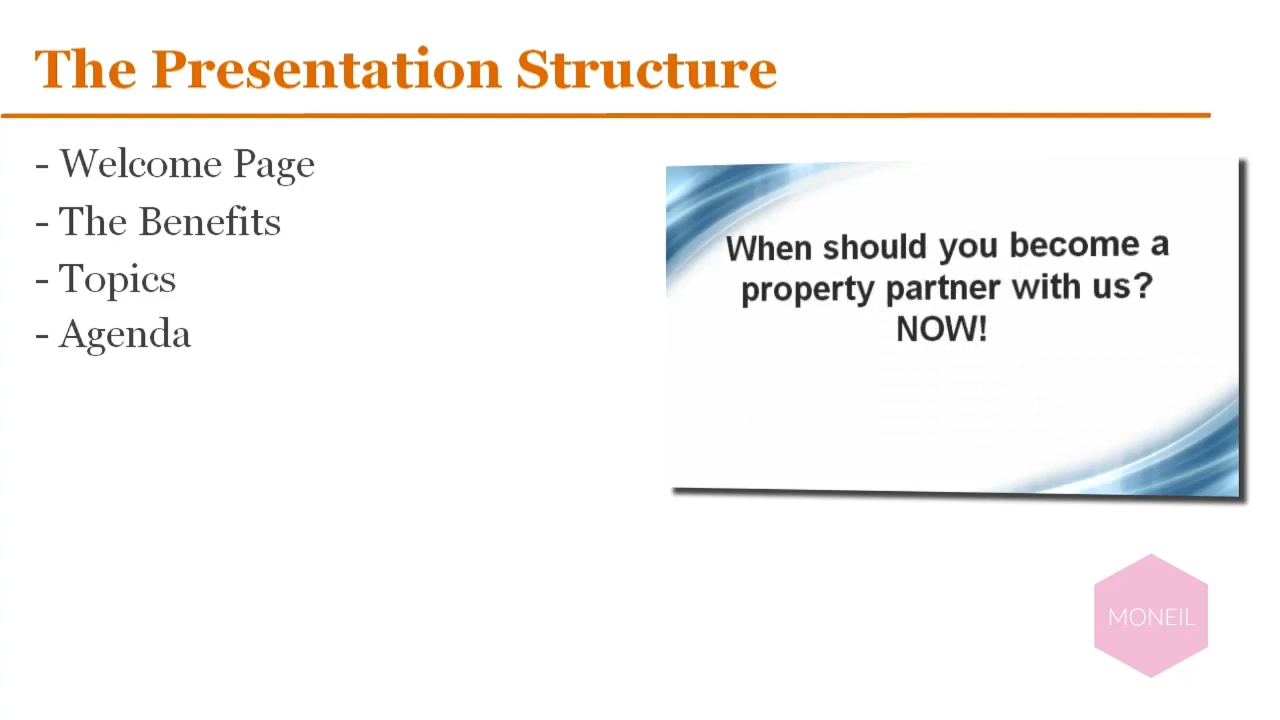 The Presentation Structure
- Welcome Page
- The Benefits
- Topics
- Agenda
When should you become a
property partner with us?
NOW!
MONEIL